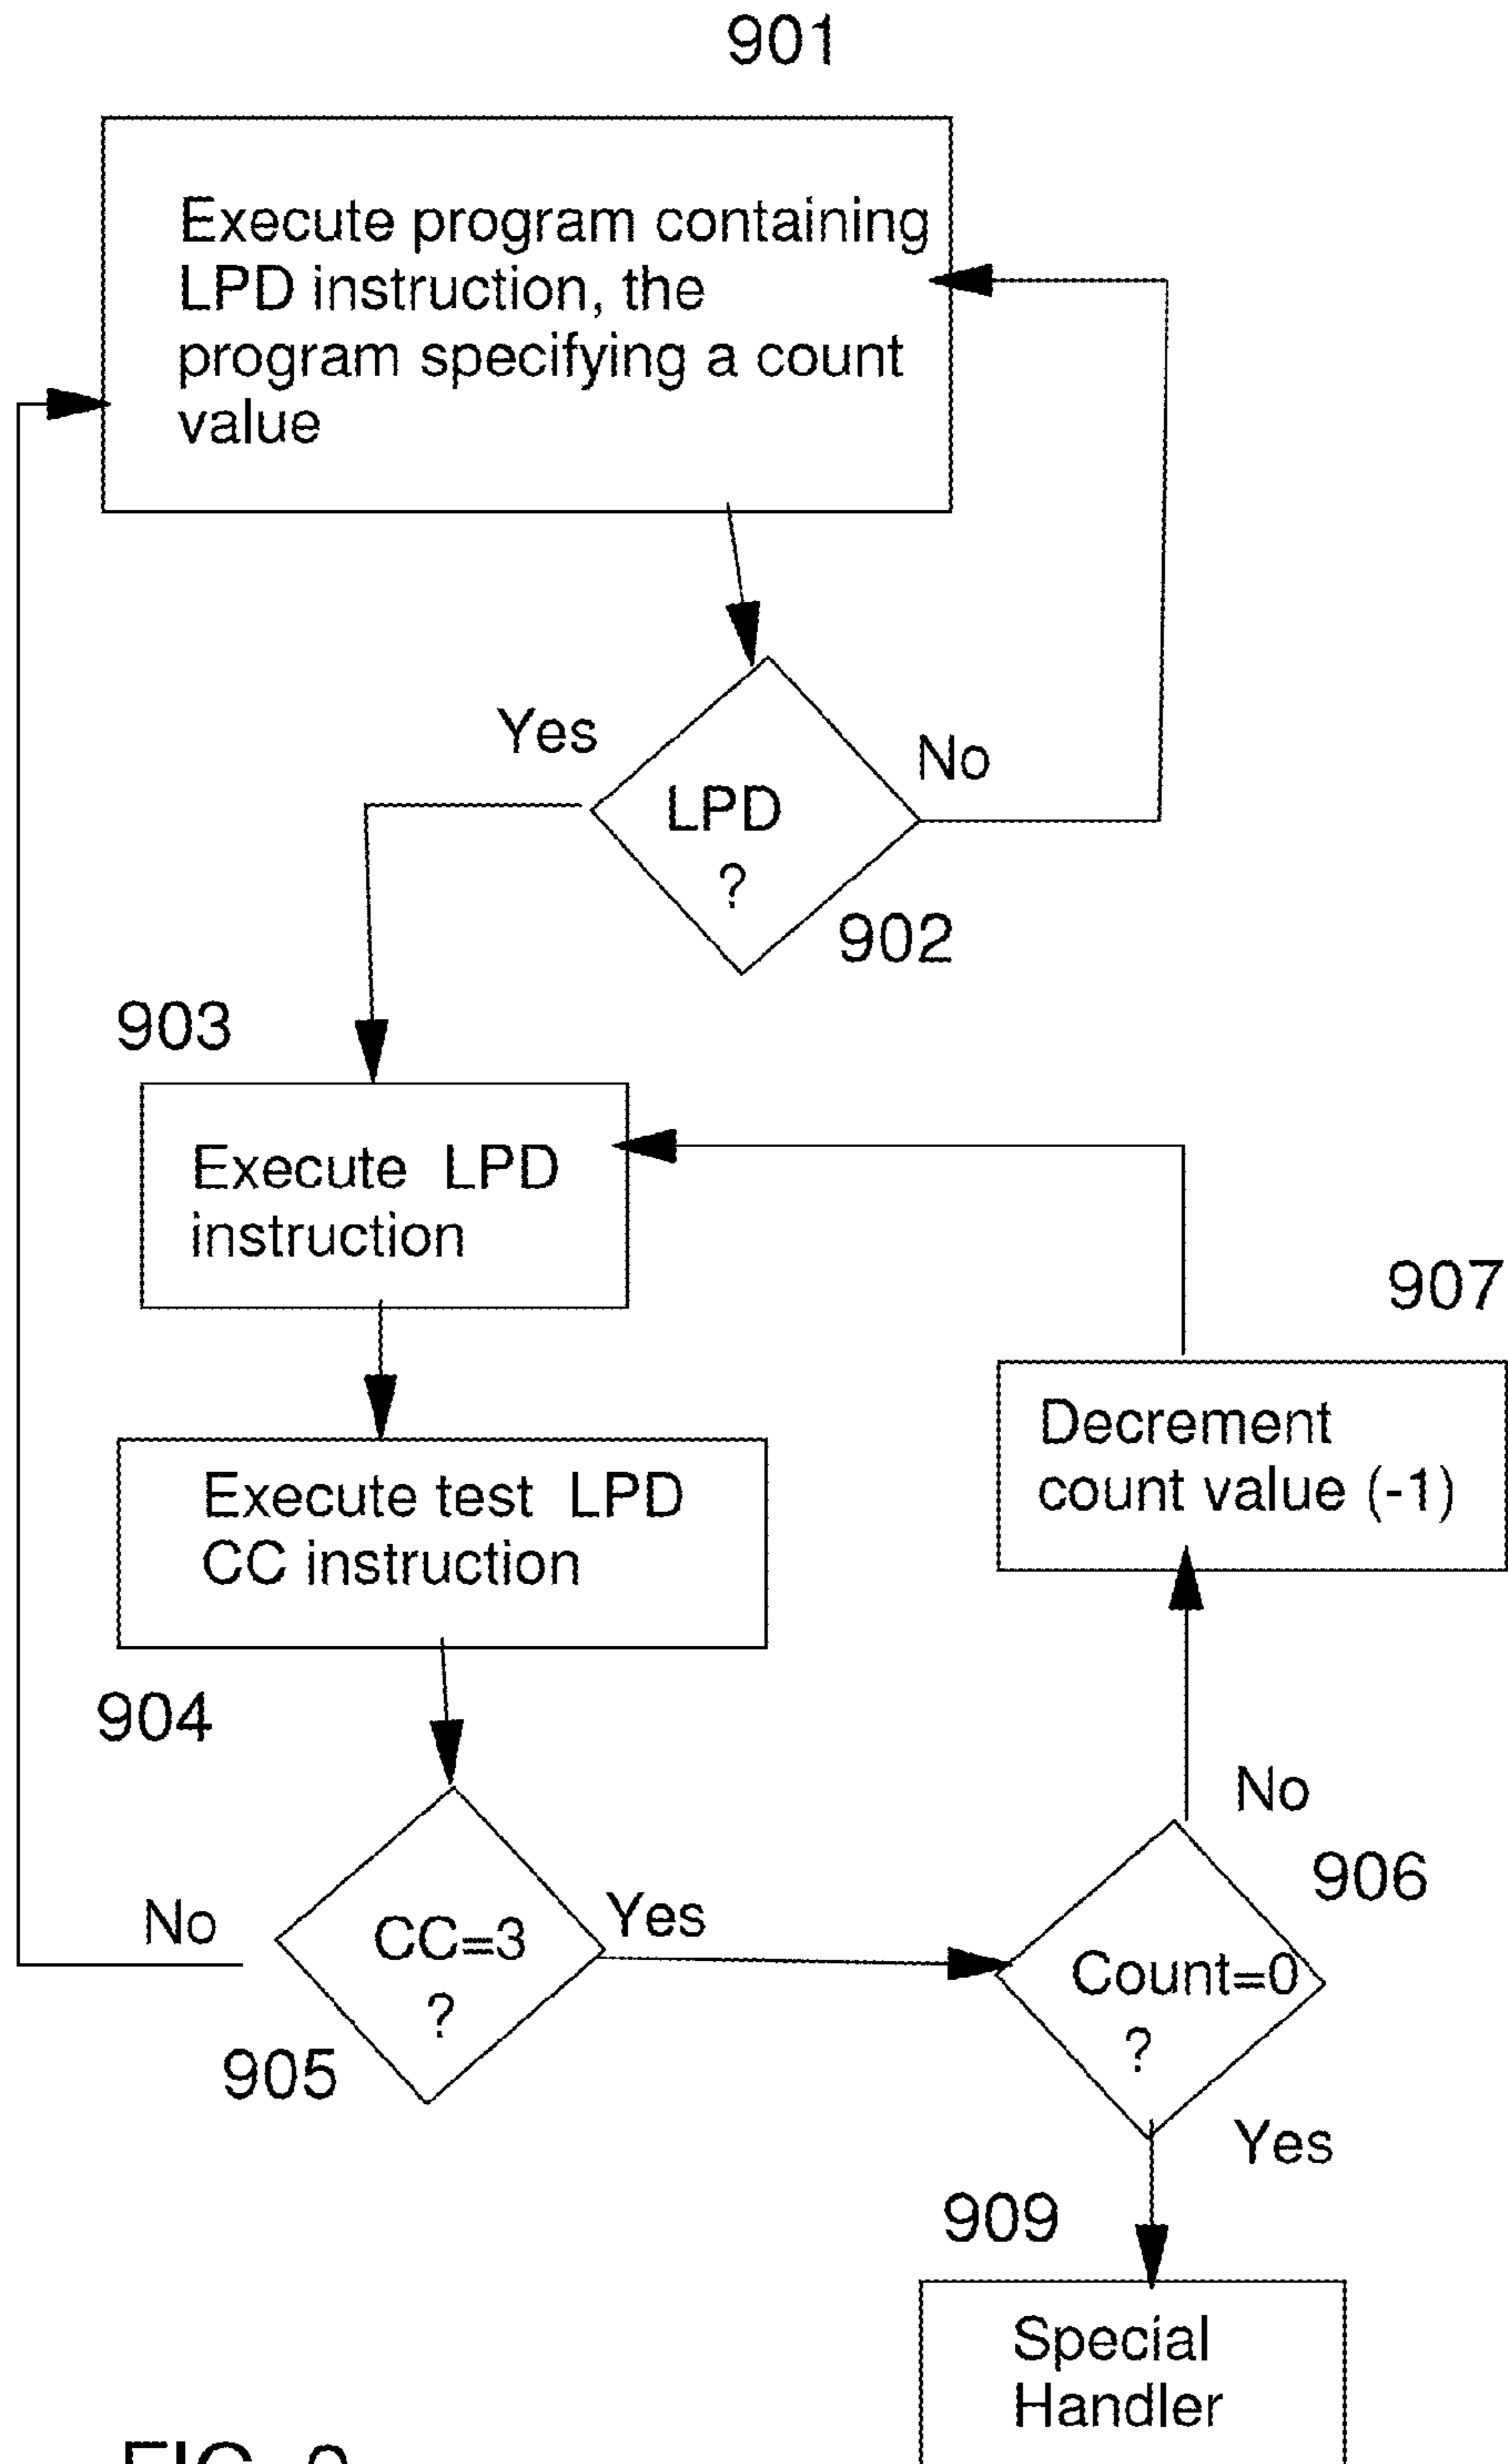 901
Execute program containing
LPD instruction, the
program specifying a count
value
Yes
No
LPD
?
902
903
Execute LPD
instruction
907
Decrement
count value (-1)
Execute test LPD
CC instruction
904
No
906
No
CC=3
?
Yes
Count=0
?
905
Yes
909
Special
Handler